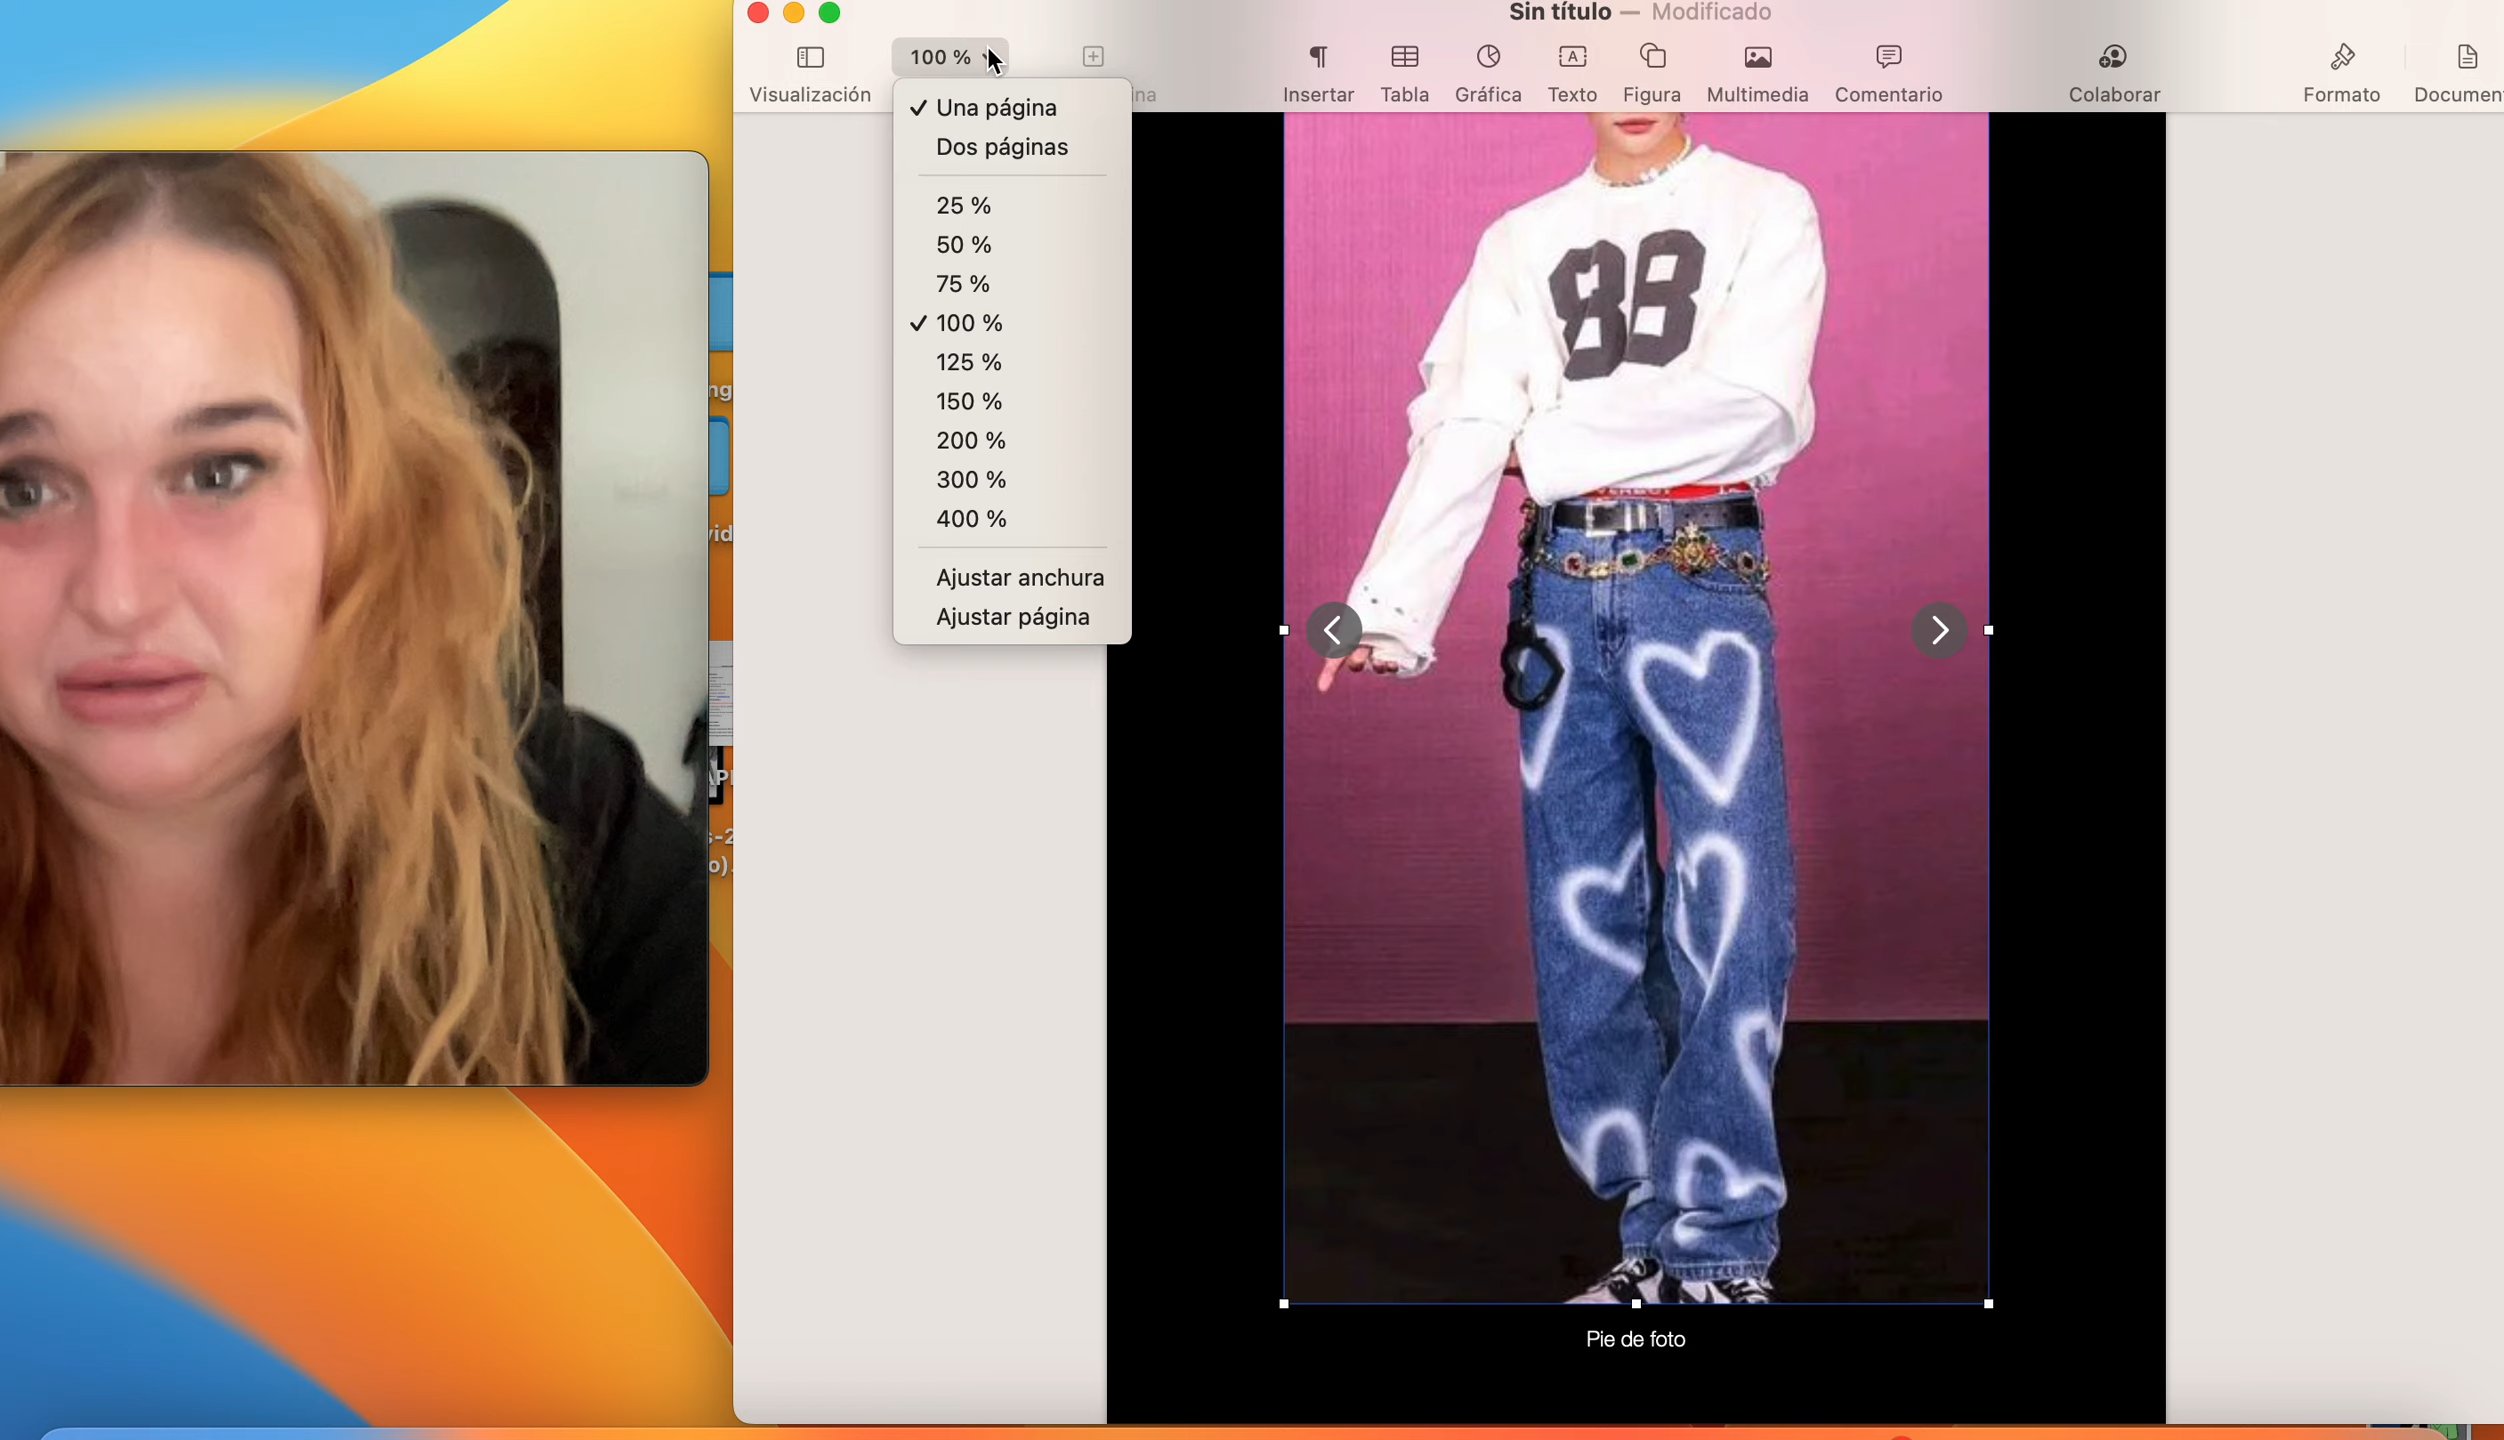 Sin título — Modificado
100 %
Visualización
Insertar
Tabla
Gráfica
Texto
Figura
Multimedia
Comentario
Colaborar
Formato
Una página
Dos páginas
25 %
50 %
75 %
100 %
125 %
150 %
200 %
300 %
400 %
Ajustar anchura
Ajustar página
88
Pie de foto